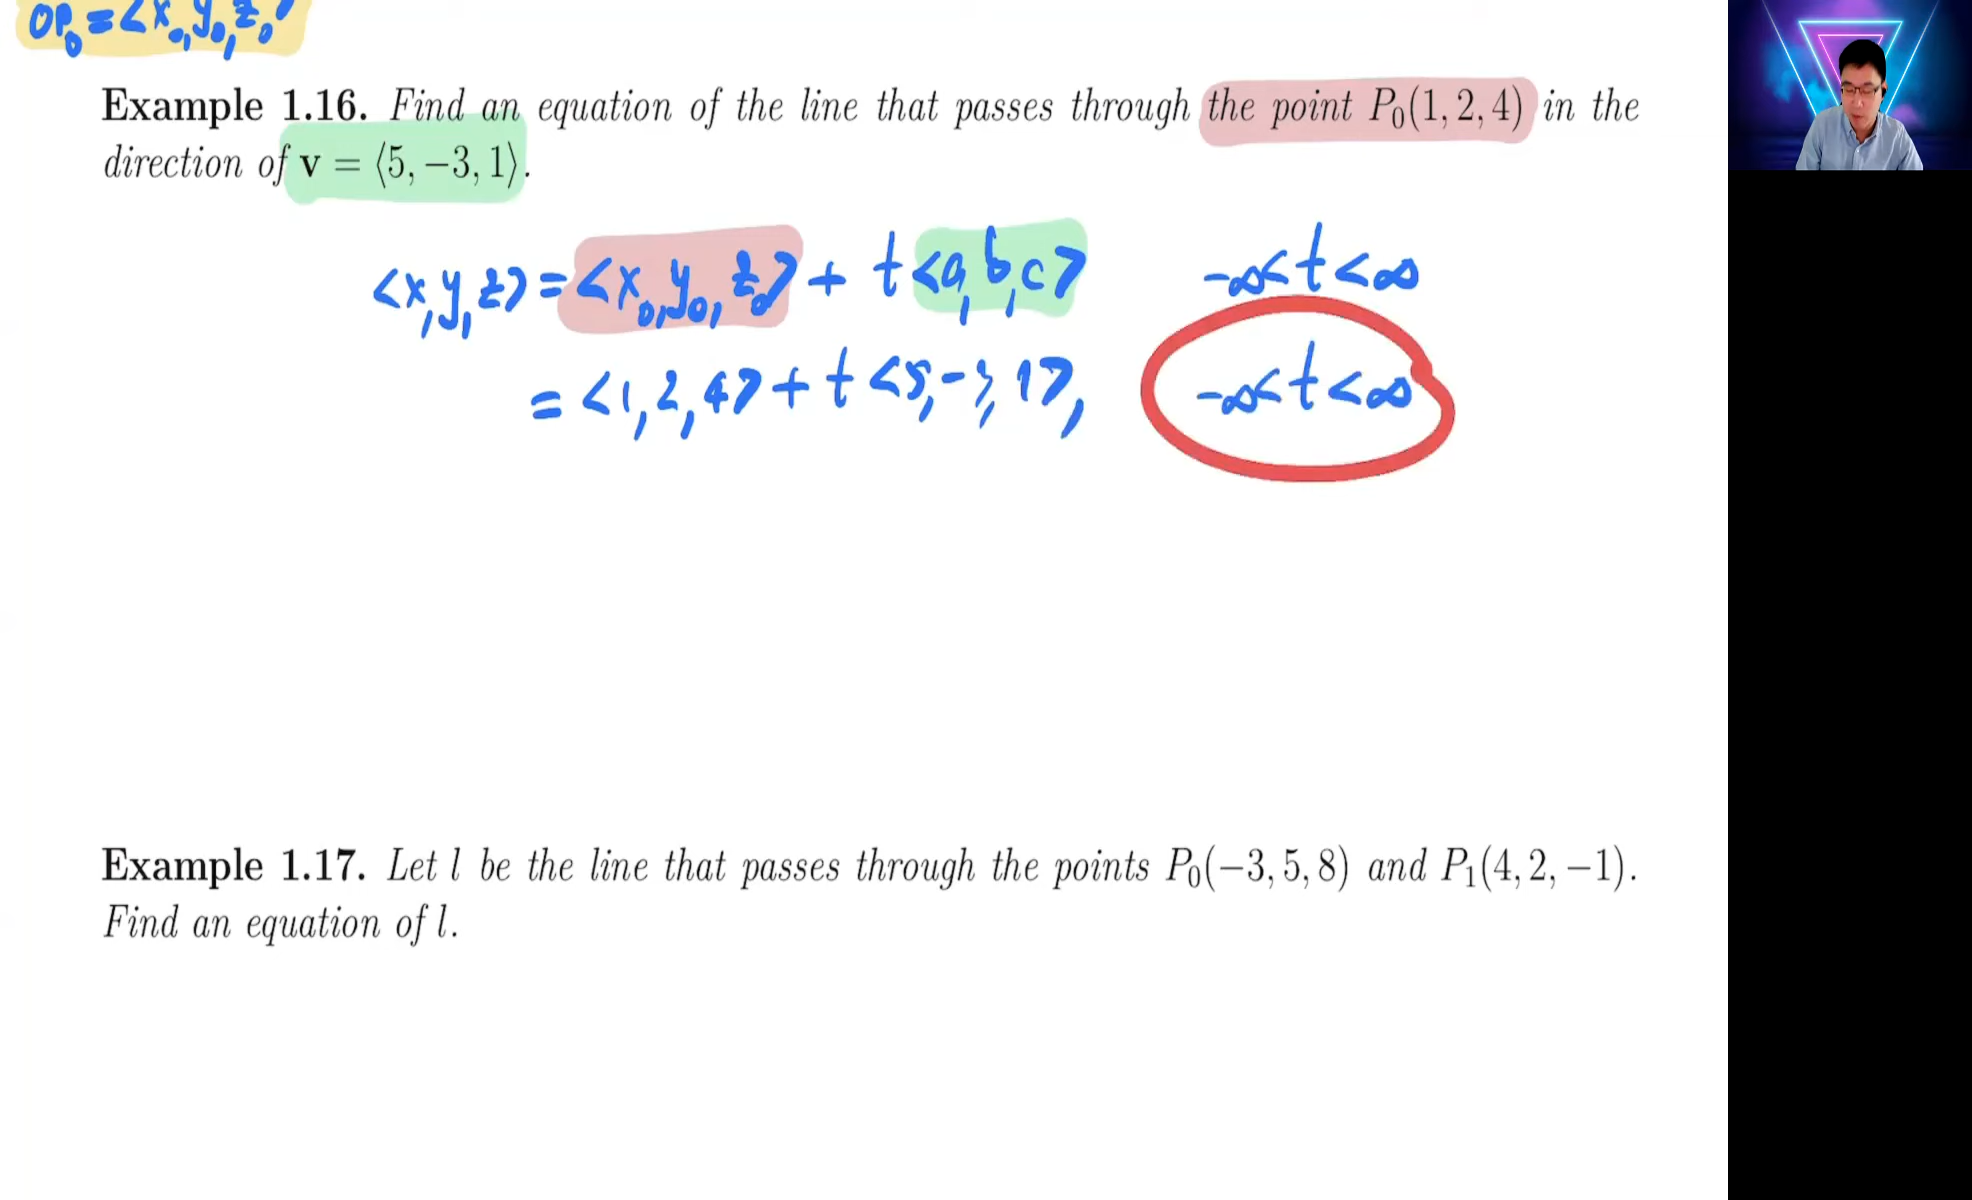 OP₀ = <x₀, y₀, z₀>
Example 1.16. Find an equation of the line that passes through the point P₀(1, 2, 4) in the
direction of v = ⟨5, −3, 1⟩.
<x, y, z> = <x₀, y₀, z₀> + t <a, b, c> -∞ < t < ∞
= <1, 2, 4> + t <5, -3, 1>, -∞ < t < ∞
Example 1.17. Let l be the line that passes through the points P₀(−3, 5, 8) and P₁(4, 2, −1).
Find an equation of l.